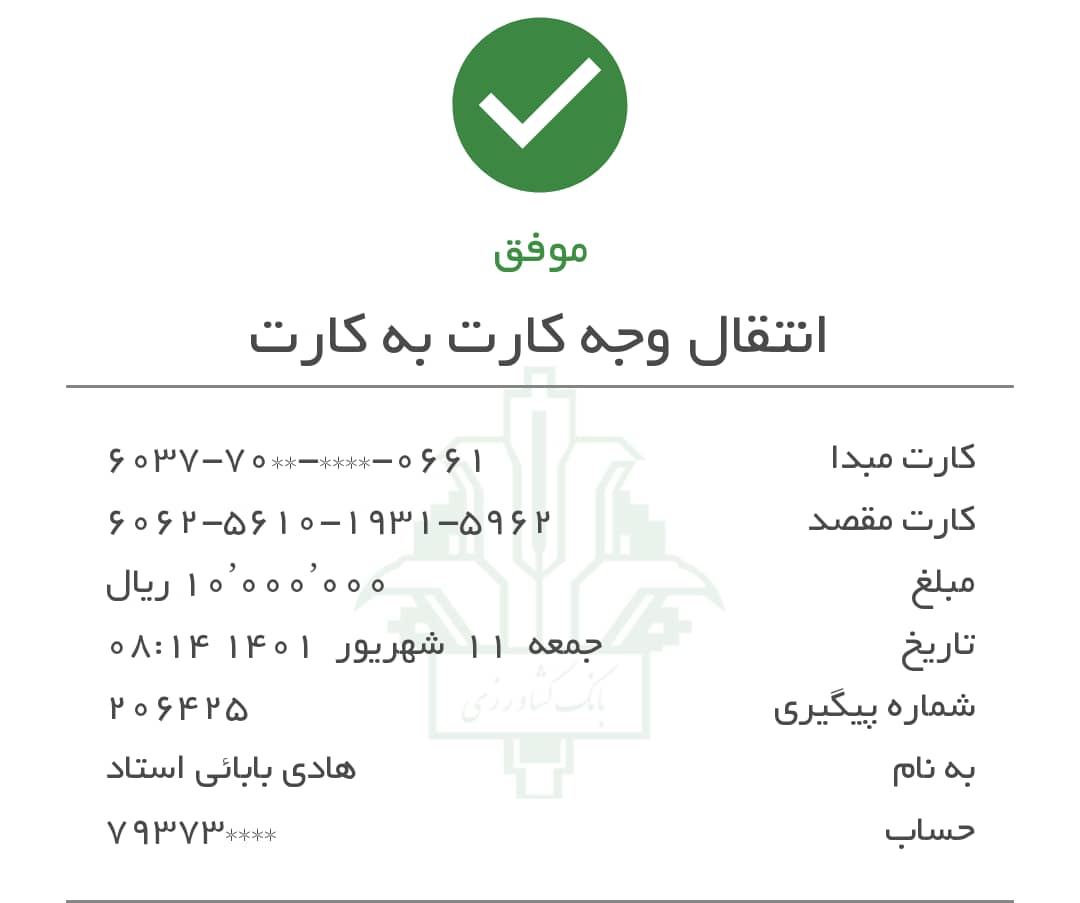 موفق
انتقال وجه کارت به کارت
کارت مبدا ۶۰۳۷-۷۰**-****-۰۶۶۱
کارت مقصد ۶۰۶۲-۵۶۱۰-۱۹۳۱-۵۹۶۲
مبلغ ۱۰٬۰۰۰٬۰۰۰ ریال
تاریخ جمعه ۱۱ شهریور ۱۴۰۱ ۰۸:۱۴
شماره پیگیری ۲۰۶۴۲۵
به نام هادی بابائی استاد
حساب ۷۹۳۷۳****
بانک کشاورزی